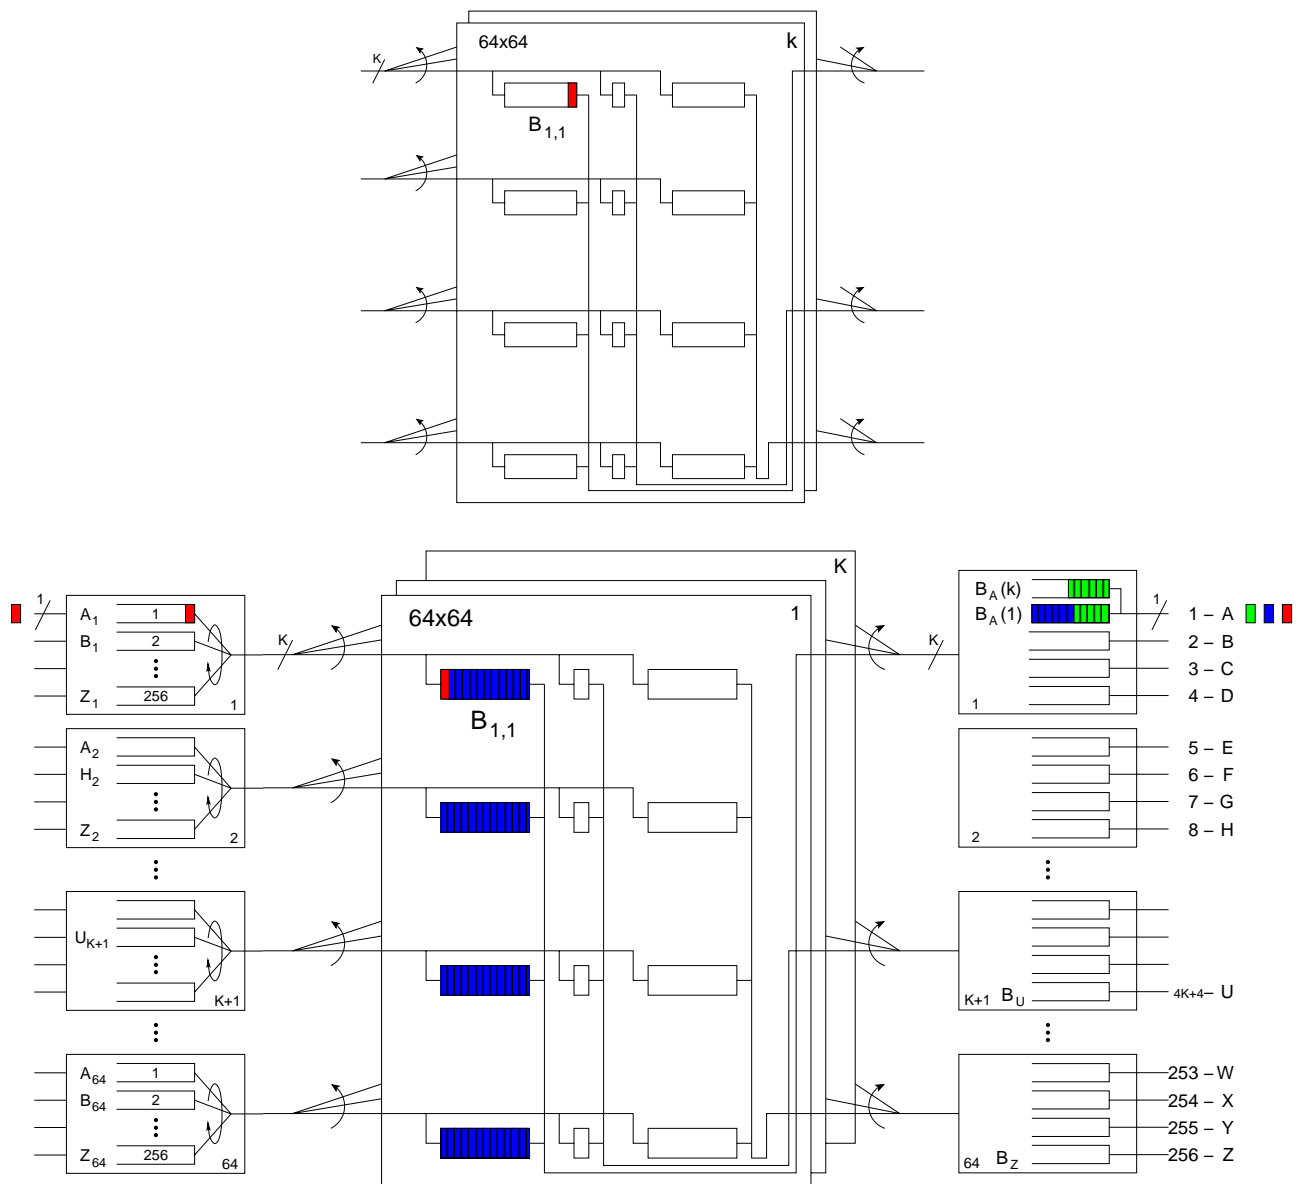 64x64
k
K
B1,1
K
1
A1
1
B1
2
⋮
Z1
256
1
K
64x64
1
B1,1
K
BA(k)
BA(1)
1
1
1 – A
2 – B
3 – C
4 – D
A2
H2
⋮
Z2
2
2
5 – E
6 – F
7 – G
8 – H
⋮
⋮
UK+1
⋮
K+1
K+1
BU
4K+4 – U
⋮
⋮
A64
1
B64
2
⋮
Z64
256
64
64
BZ
253 – W
254 – X
255 – Y
256 – Z